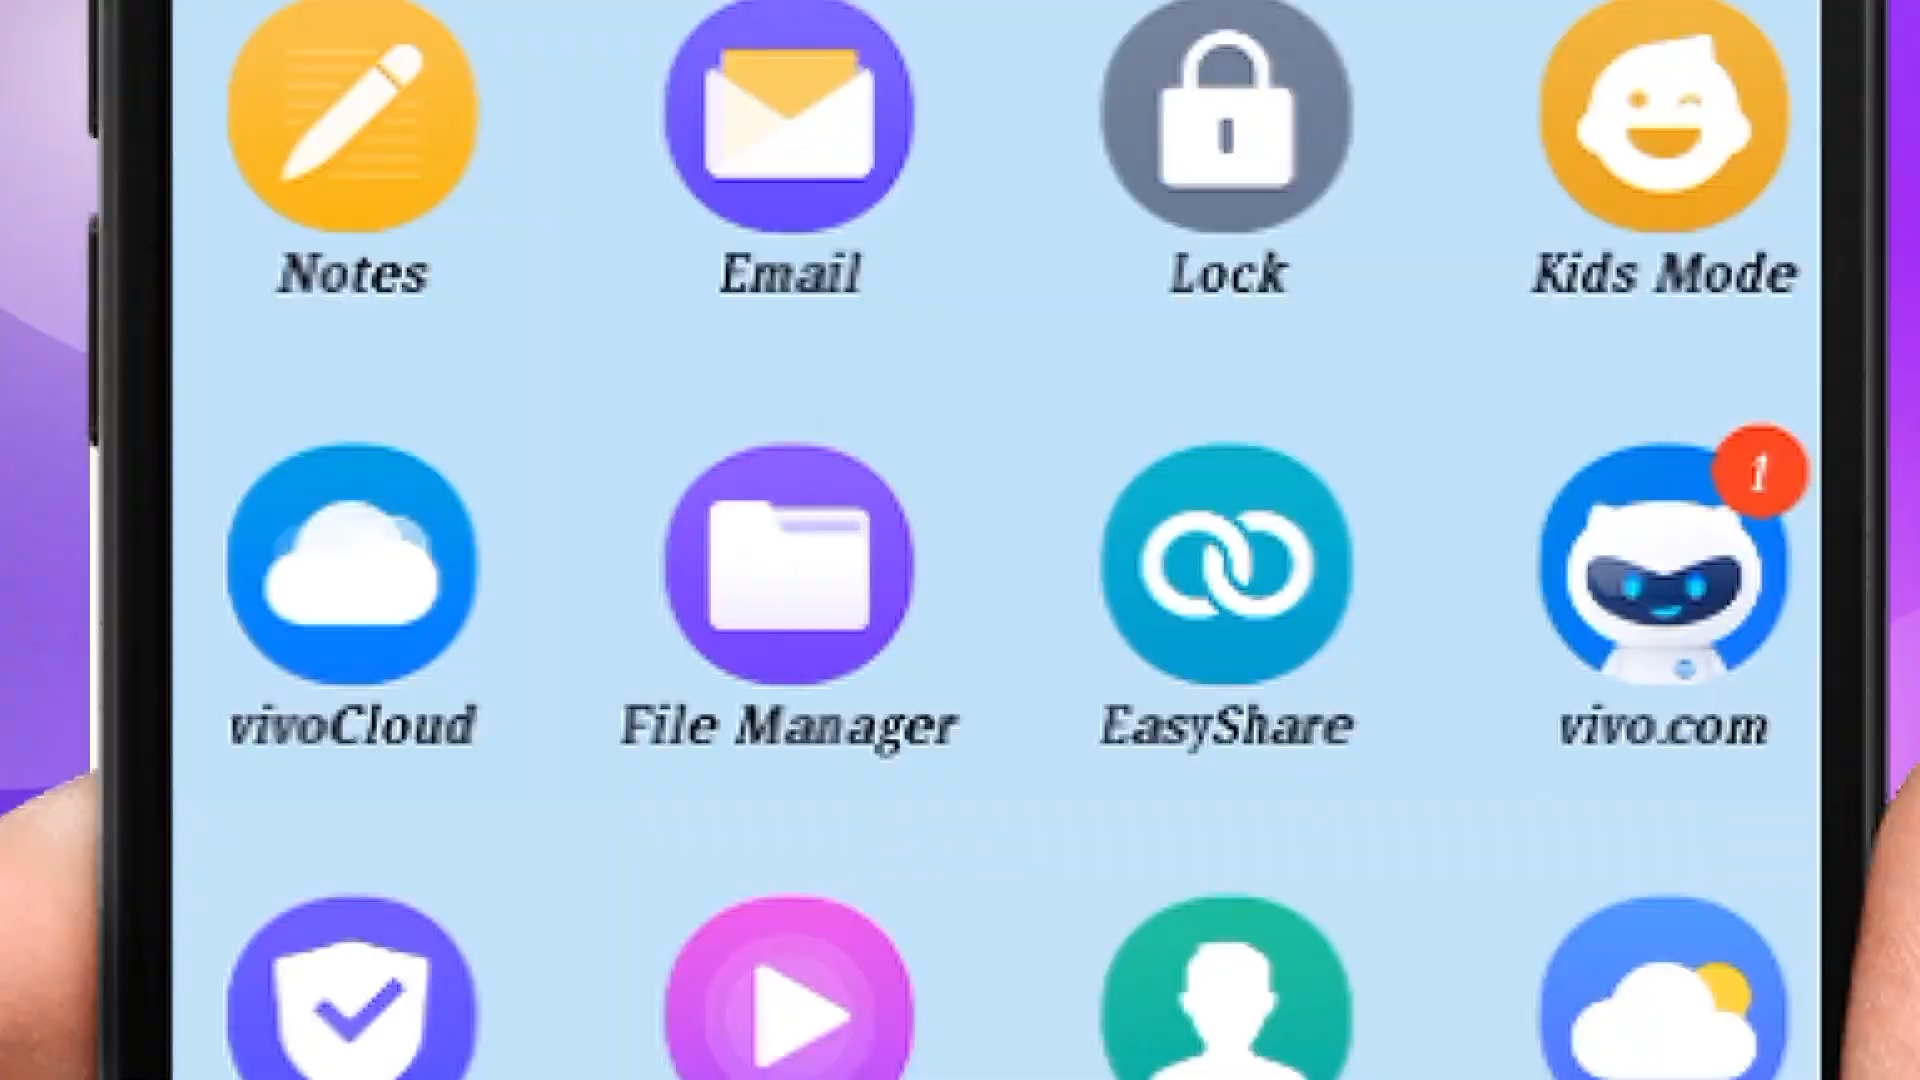 Notes
Email
Lock
Kids Mode
1
vivoCloud
File Manager
EasyShare
vivo.com